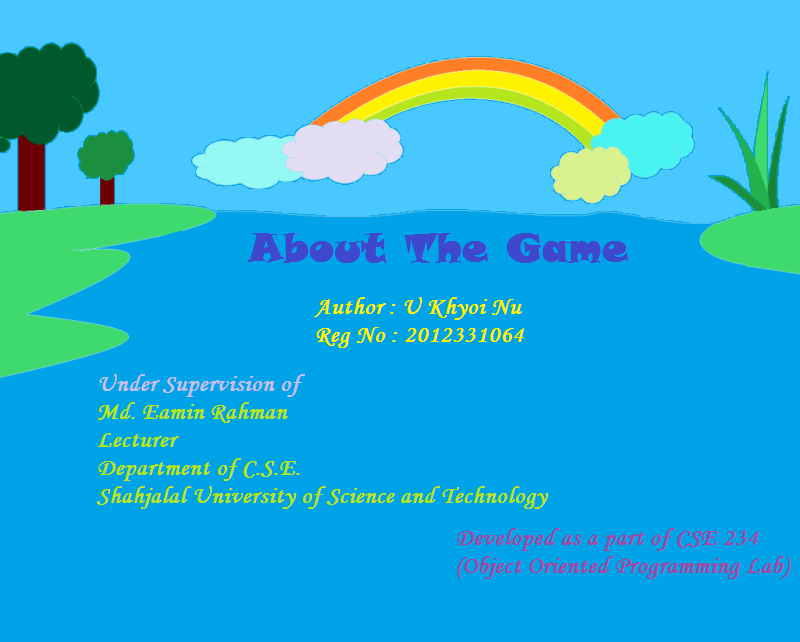 About The Game
Author : U Khyoi Nu
Reg No : 2012331064
Under Supervision of
Md. Eamin Rahman
Lecturer
Department of C.S.E.
Shahjalal University of Science and Technology
Developed as a part of CSE 234
(Object Oriented Programming Lab)